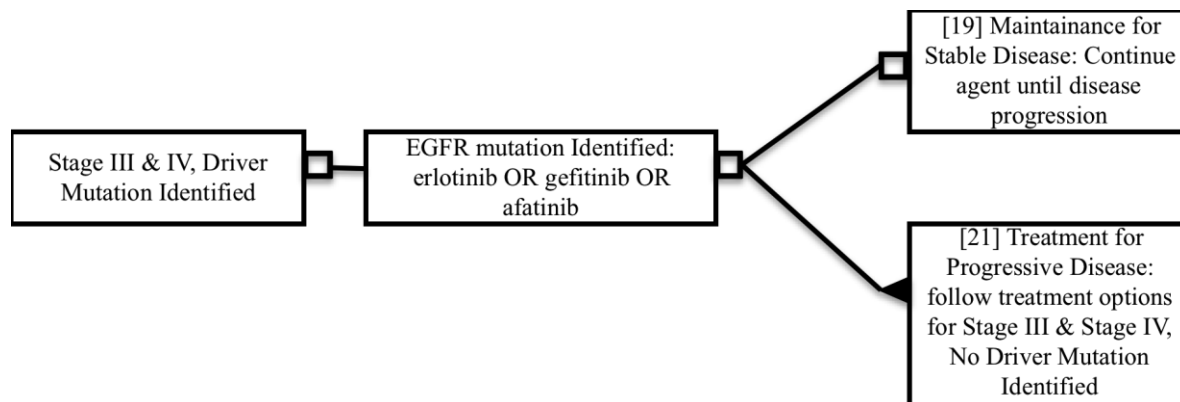 Stage III & IV, Driver
Mutation Identified
EGFR mutation Identified:
erlotinib OR gefitinib OR
afatinib
[19] Maintainance for
Stable Disease: Continue
agent until disease
progression
[21] Treatment for
Progressive Disease:
follow treatment options
for Stage III & Stage IV,
No Driver Mutation
Identified